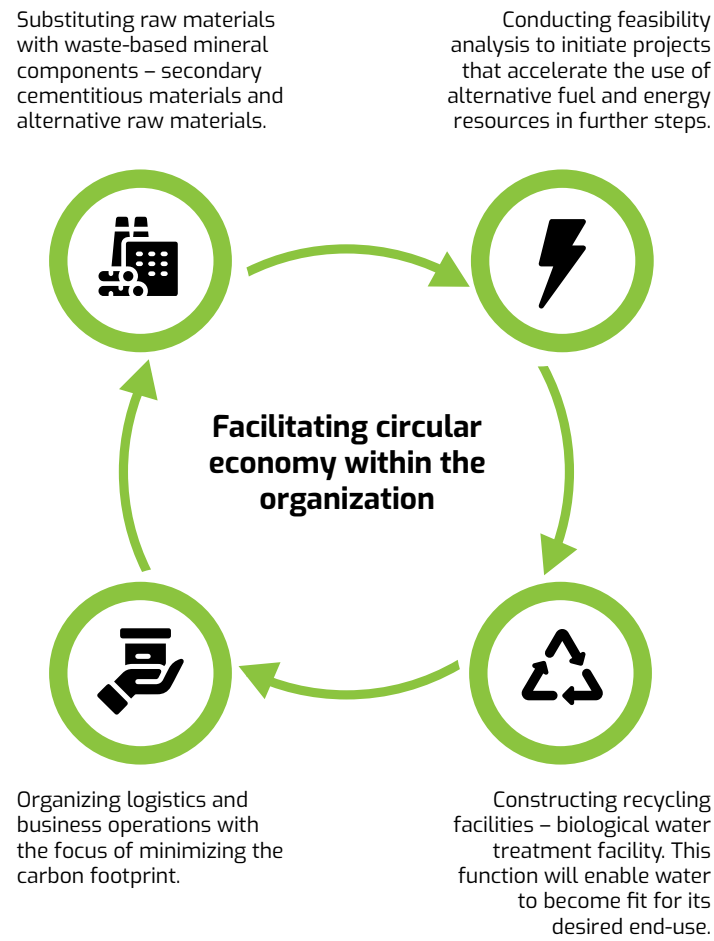 Substituting raw materials
with waste-based mineral
components – secondary
cementitious materials and
alternative raw materials.
Conducting feasibility
analysis to initiate projects
that accelerate the use of
alternative fuel and energy
resources in further steps.
Facilitating circular
economy within the
organization
Organizing logistics and
business operations with
the focus of minimizing the
carbon footprint.
Constructing recycling
facilities – biological water
treatment facility. This
function will enable water
to become fit for its
desired end-use.